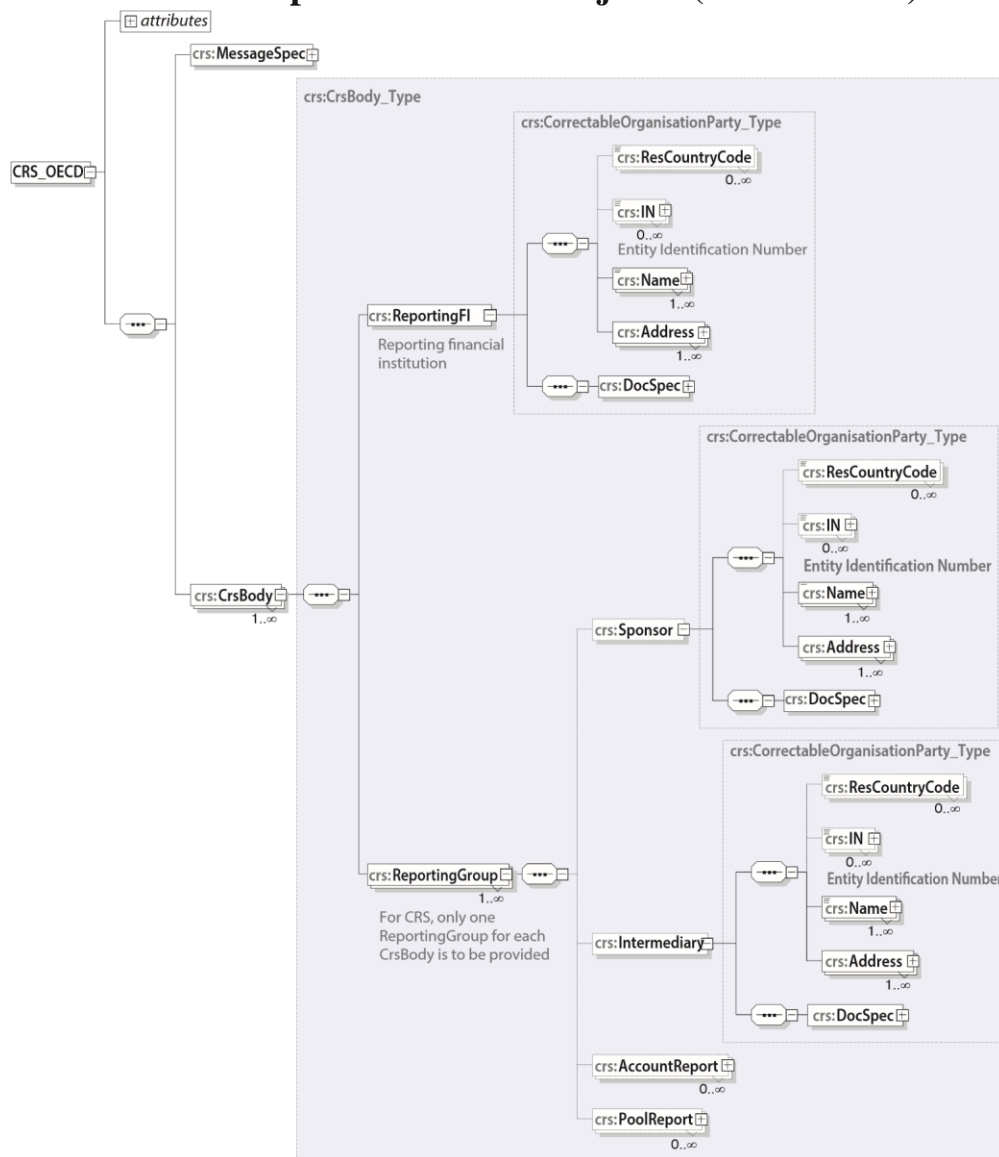 attributes
crs:MessageSpec
crs:CrsBody_Type
crs:CorrectableOrganisationParty_Type
crs:ResCountryCode
0..∞
CRS_OECD
crs:IN
0..∞
Entity Identification Number
crs:Name
1..∞
crs:ReportingFI
crs:Address
1..∞
Reporting financial
institution
crs:DocSpec
crs:CorrectableOrganisationParty_Type
crs:ResCountryCode
0..∞
crs:IN
0..∞
Entity Identification Number
crs:CrsBody
1..∞
crs:Name
1..∞
crs:Sponsor
crs:Address
1..∞
crs:DocSpec
crs:CorrectableOrganisationParty_Type
crs:ResCountryCode
0..∞
crs:IN
0..∞
crs:ReportingGroup
1..∞
Entity Identification Number
For CRS, only one
ReportingGroup for each
CrsBody is to be provided
crs:Name
1..∞
crs:Intermediary
crs:Address
1..∞
crs:DocSpec
crs:AccountReport
0..∞
crs:PoolReport
0..∞